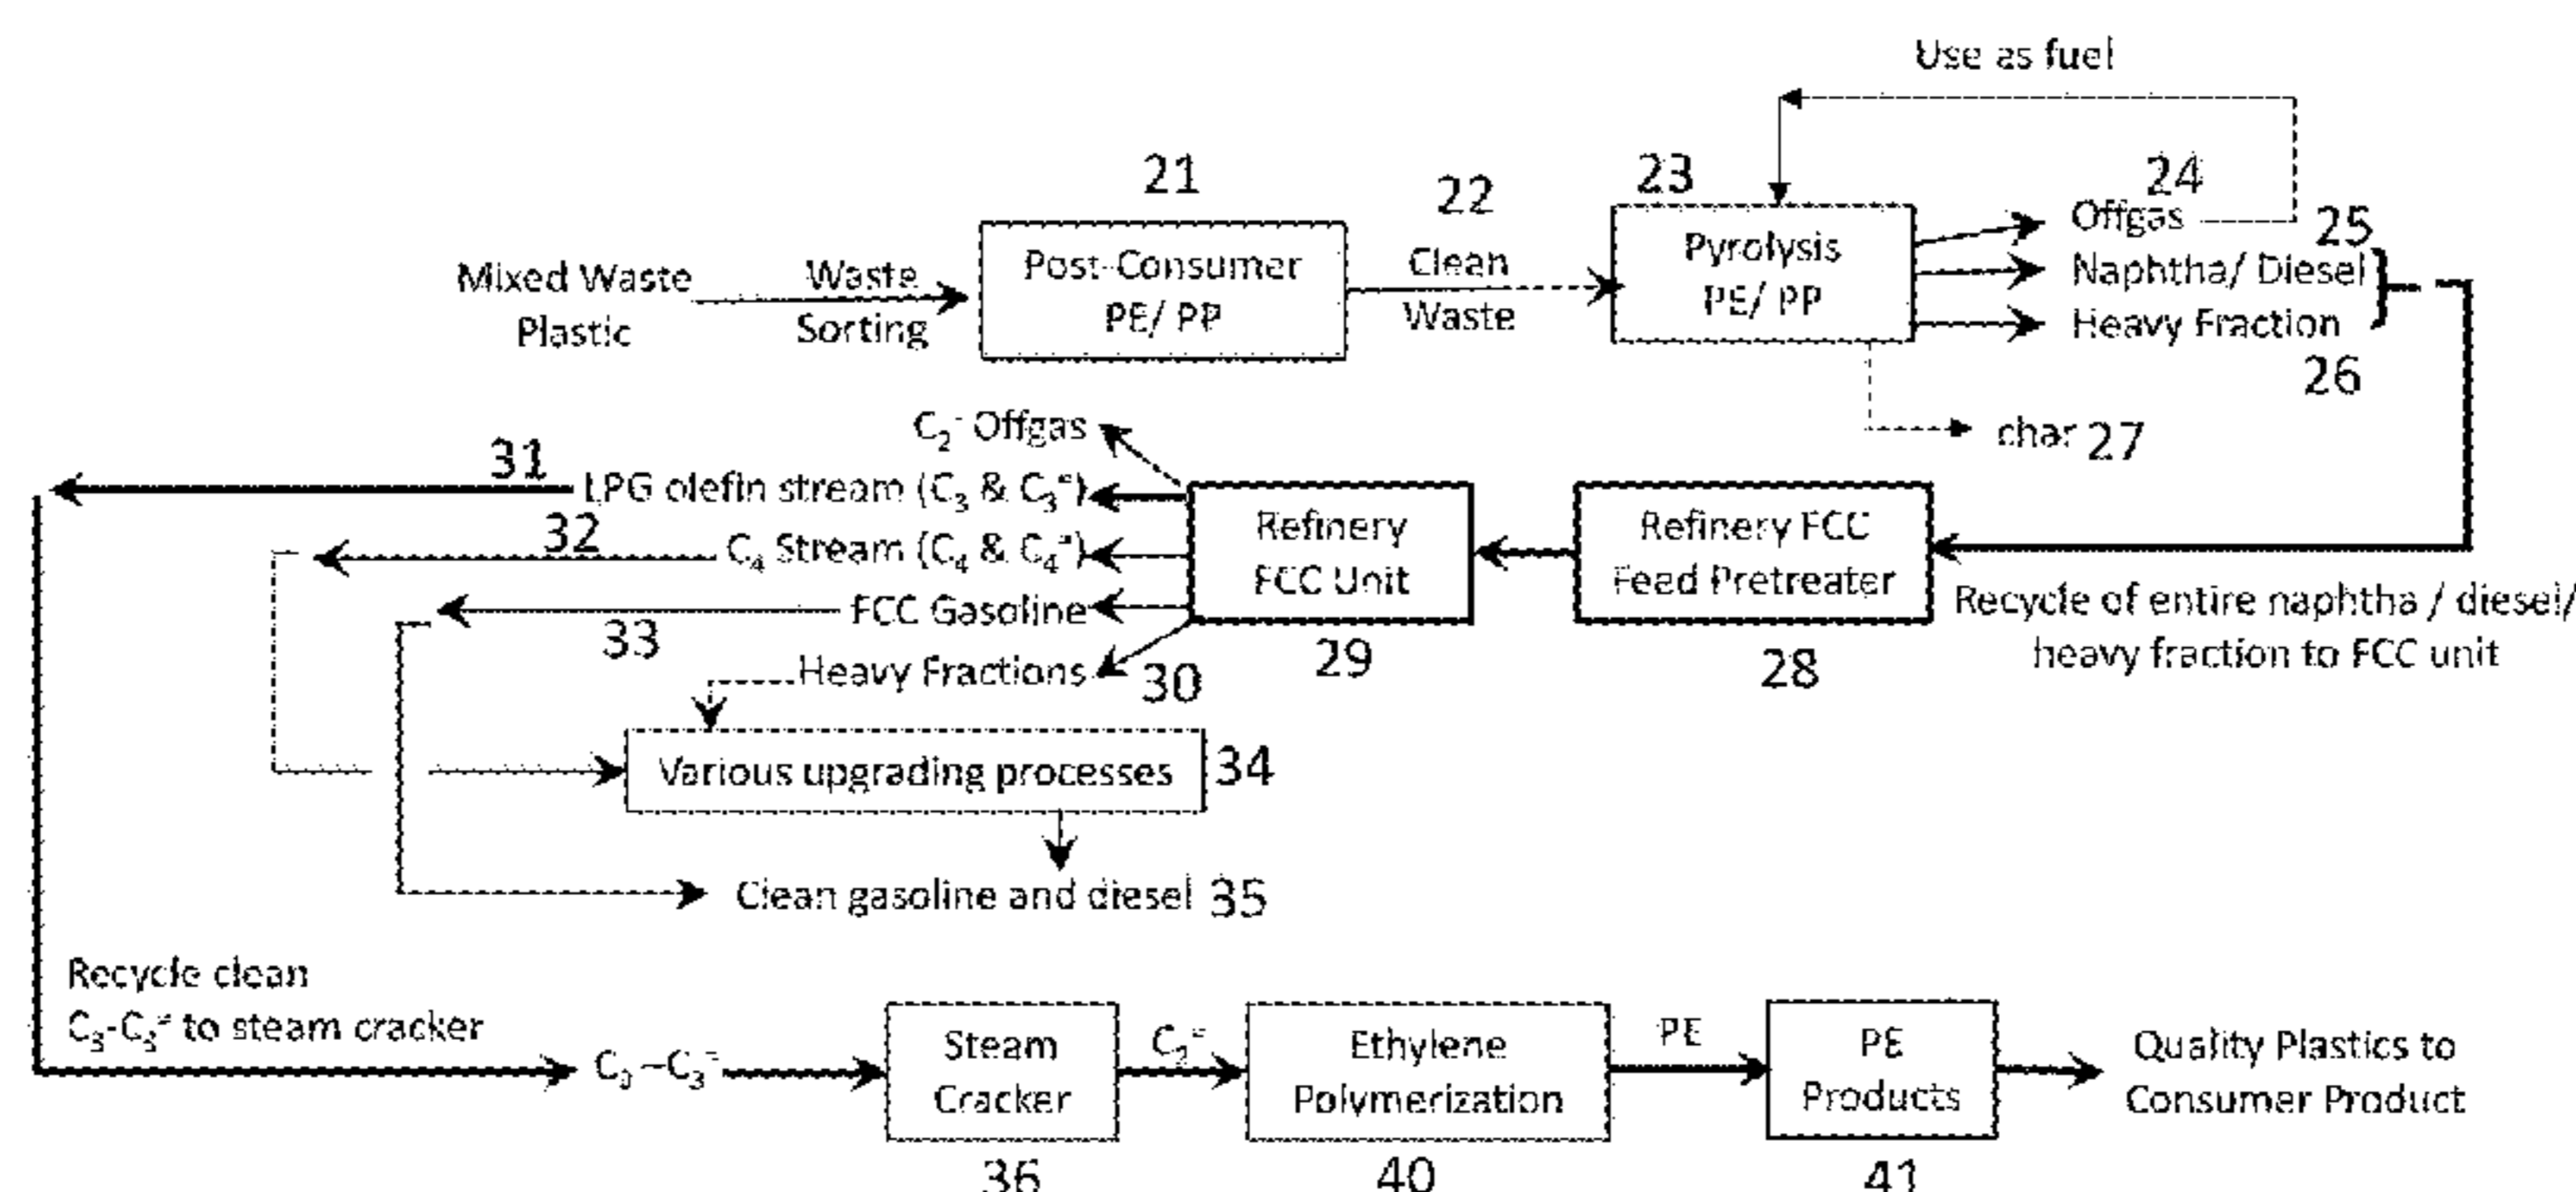 Use as fuel
21
22
23
24
Offgas
25
Mixed Waste
Plastic
Waste
Sorting
Post-Consumer
PE/ PP
Clean
Waste
Pyrolysis
PE/ PP
Naphtha/ Diesel
Heavy Fraction
26
char 27
C₂⁻ Offgas
31
LPG olefin stream (C₃ & C₃⁼)
32
C₄ Stream (C₄ & C₄⁼)
FCC Gasoline
33
Heavy Fractions
30
Refinery
FCC Unit
29
Refinery FCC
Feed Pretreater
28
Recycle of entire naphtha / diesel/
heavy fraction to FCC unit
Various upgrading processes
34
Clean gasoline and diesel 35
Recycle clean
C₃-C₃⁼ to steam cracker
C₃ –C₃⁼
Steam
Cracker
36
C₂⁼
Ethylene
Polymerization
40
PE
PE
Products
41
Quality Plastics to
Consumer Product